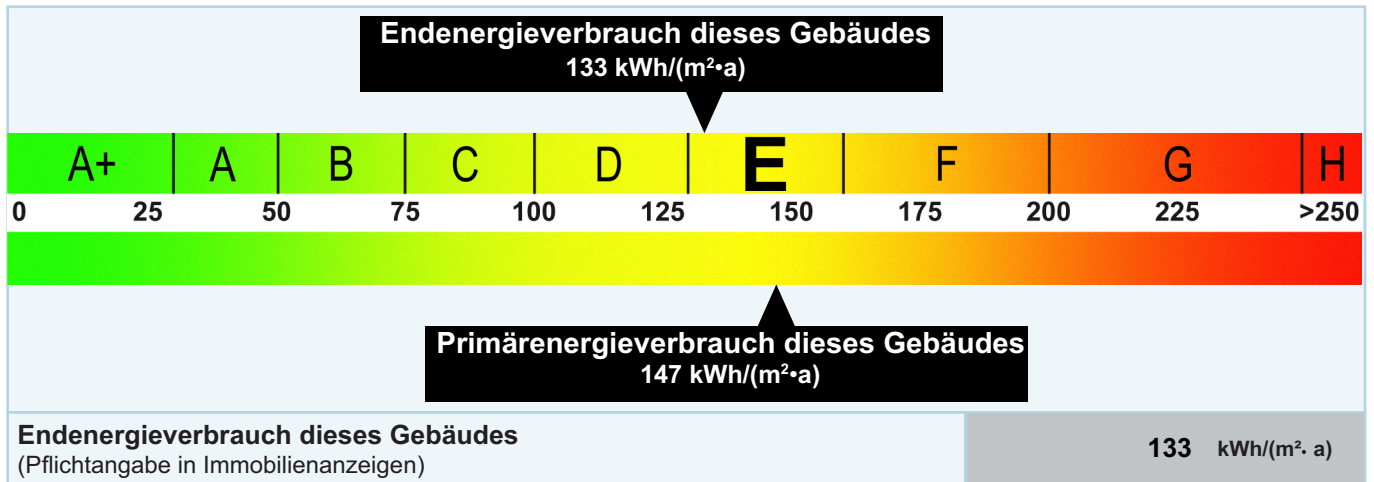 Endenergieverbrauch dieses Gebäudes
133 kWh/(m²•a)
A+ A B C D E F G H
0 25 50 75 100 125 150 175 200 225 >250
Primärenergieverbrauch dieses Gebäudes
147 kWh/(m²•a)
Endenergieverbrauch dieses Gebäudes
(Pflichtangabe in Immobilienanzeigen)
133 kWh/(m²· a)